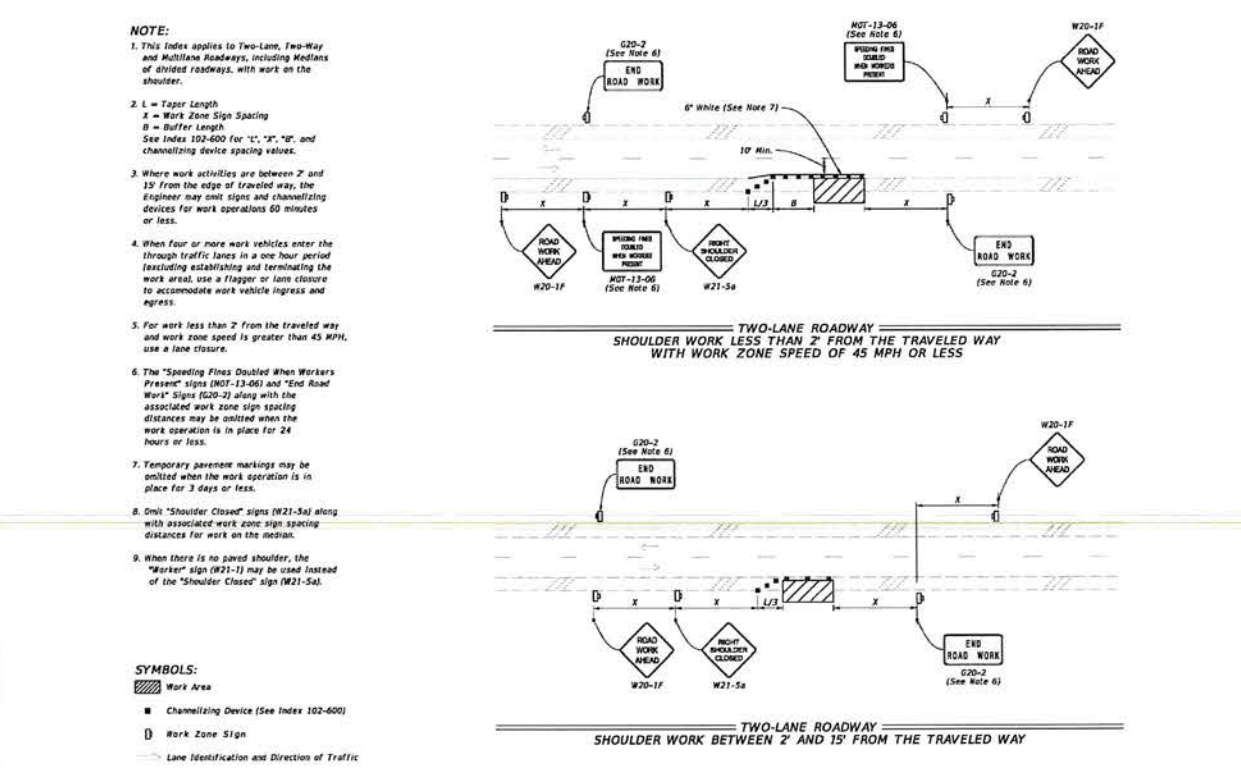 NOTE:
1. This Index applies to Two-Lane, Two-Way
and Multilane Roadways, including Medians
of divided roadways, with work on the
shoulder.
2. L = Taper Length
X = Work Zone Sign Spacing
B = Buffer Length
See Index 102-600 for "L", "X", "B", and
channelizing device spacing values.
3. Where work activities are between 2' and
15' from the edge of traveled way, the
Engineer may omit signs and channelizing
devices for work operations 60 minutes
or less.
4. When four or more work vehicles enter the
through traffic lanes in a one hour period
(excluding establishing and terminating the
work area), use a flagger or lane closure
to accommodate work vehicle ingress and
egress.
5. For work less than 2' from the traveled way
and work zone speed is greater than 45 MPH,
use a lane closure.
6. The "Speeding Fines Doubled When Workers
Present" signs (MOT-13-06) and "End Road
Work" Signs (G20-2) along with the
associated work zone sign spacing
distances may be omitted when the
work operation is in place for 24
hours or less.
7. Temporary pavement markings may be
omitted when the work operation is in
place for 3 days or less.
8. Omit "Shoulder Closed" signs (W21-5a) along
with associated work zone sign spacing
distances for work on the median.
9. When there is no paved shoulder, the
"Worker" sign (W21-1) may be used instead
of the "Shoulder Closed" sign (W21-5a).
SYMBOLS:
Work Area
Channelizing Device (See Index 102-600)
Work Zone Sign
Lane Identification and Direction of Traffic
G20-2
(See Note 6)
END
ROAD WORK
MOT-13-06
(See Note 6)
SPEEDING FINES
DOUBLED
WHEN WORKERS
PRESENT
W20-1F
ROAD
WORK
AHEAD
X
6" White (See Note 7)
10' Min.
X
X
X
L/3
B
X
ROAD
WORK
AHEAD
W20-1F
SPEEDING FINES
DOUBLED
WHEN WORKERS
PRESENT
MOT-13-06
(See Note 6)
RIGHT
SHOULDER
CLOSED
W21-5a
END
ROAD WORK
G20-2
(See Note 6)
TWO-LANE ROADWAY
SHOULDER WORK LESS THAN 2' FROM THE TRAVELED WAY
WITH WORK ZONE SPEED OF 45 MPH OR LESS
G20-2
(See Note 6)
END
ROAD WORK
W20-1F
ROAD
WORK
AHEAD
X
X
X
L/3
X
ROAD
WORK
AHEAD
W20-1F
RIGHT
SHOULDER
CLOSED
W21-5a
END
ROAD WORK
G20-2
(See Note 6)
TWO-LANE ROADWAY
SHOULDER WORK BETWEEN 2' AND 15' FROM THE TRAVELED WAY